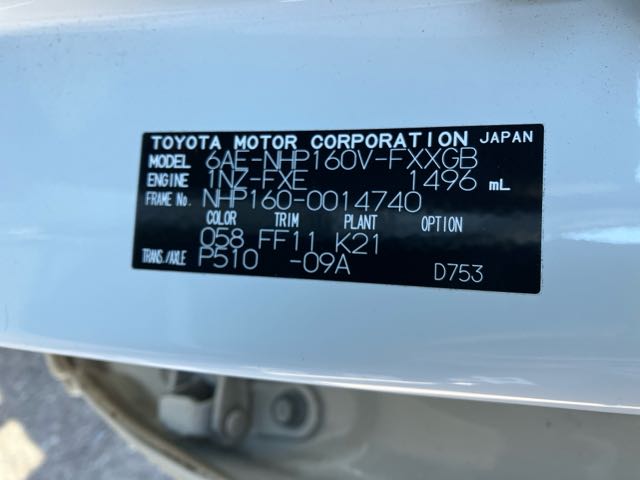 TOYOTA MOTOR CORPORATION JAPAN
MODEL 6AE-NHP160V-FXXGB
ENGINE 1NZ-FXE 1496 mL
FRAME No. NHP160-0014740
COLOR TRIM PLANT OPTION
058 FF11 K21
TRANS./AXLE P510 -09A D753